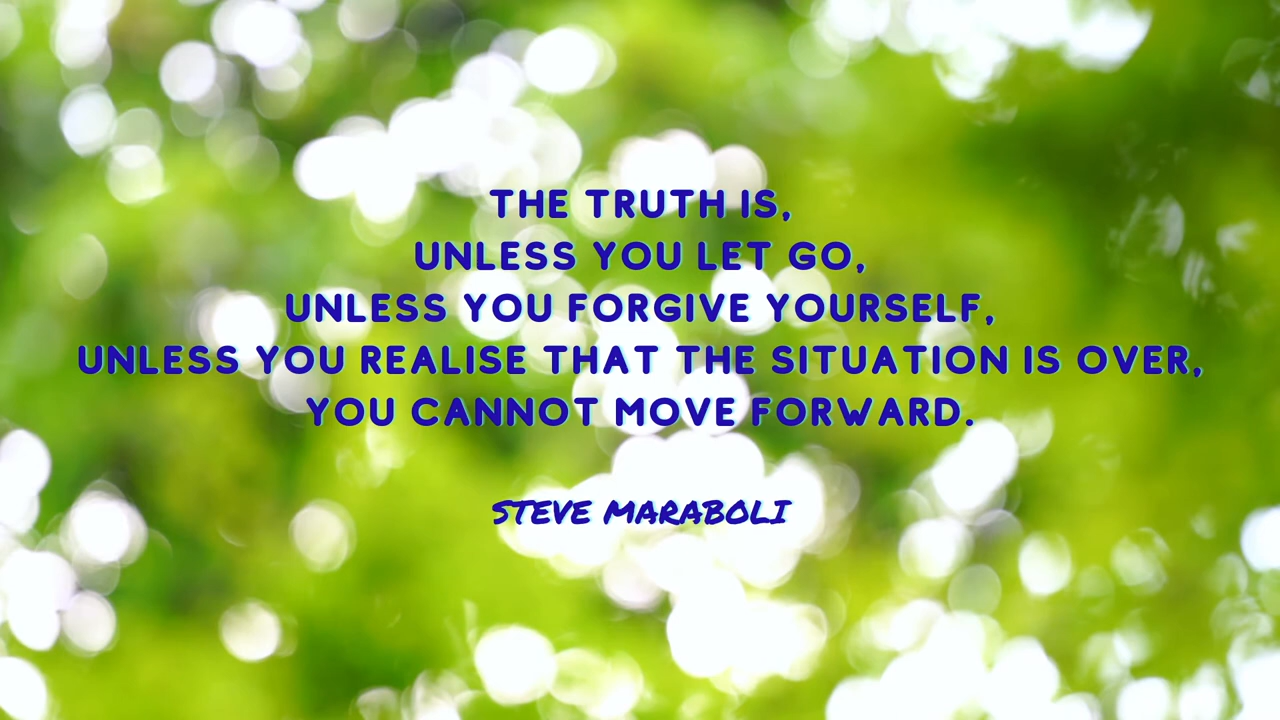 THE TRUTH IS,
UNLESS YOU LET GO,
UNLESS YOU FORGIVE YOURSELF,
UNLESS YOU REALISE THAT THE SITUATION IS OVER,
YOU CANNOT MOVE FORWARD.
STEVE MARABOLI